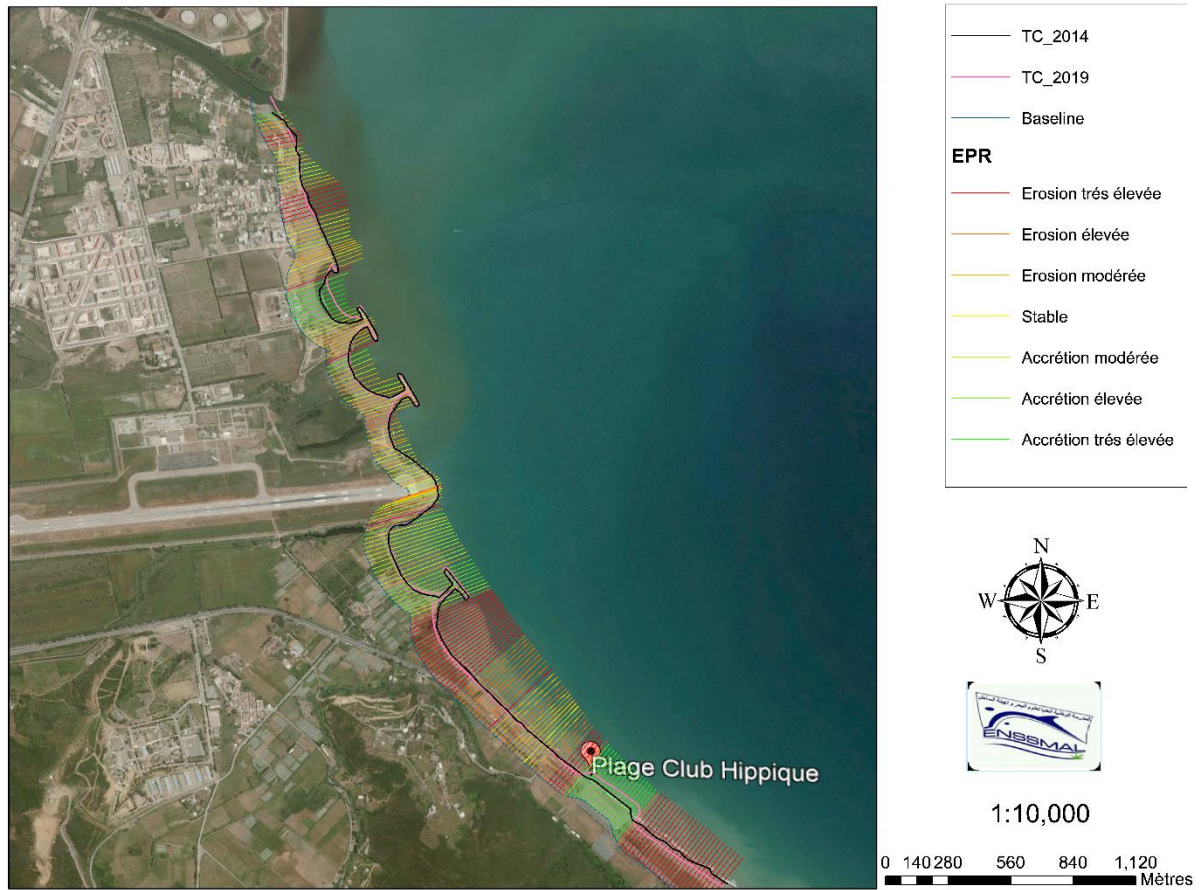 TC_2014
TC_2019
Baseline
EPR
Erosion trés élevée
Erosion élevée
Erosion modérée
Stable
Accrétion modérée
Accrétion élevée
Accrétion trés élevée
N
W E
S
ENSSMAL
Plage Club Hippique
1:10,000
0 140 280 560 840 1,120
Mètres